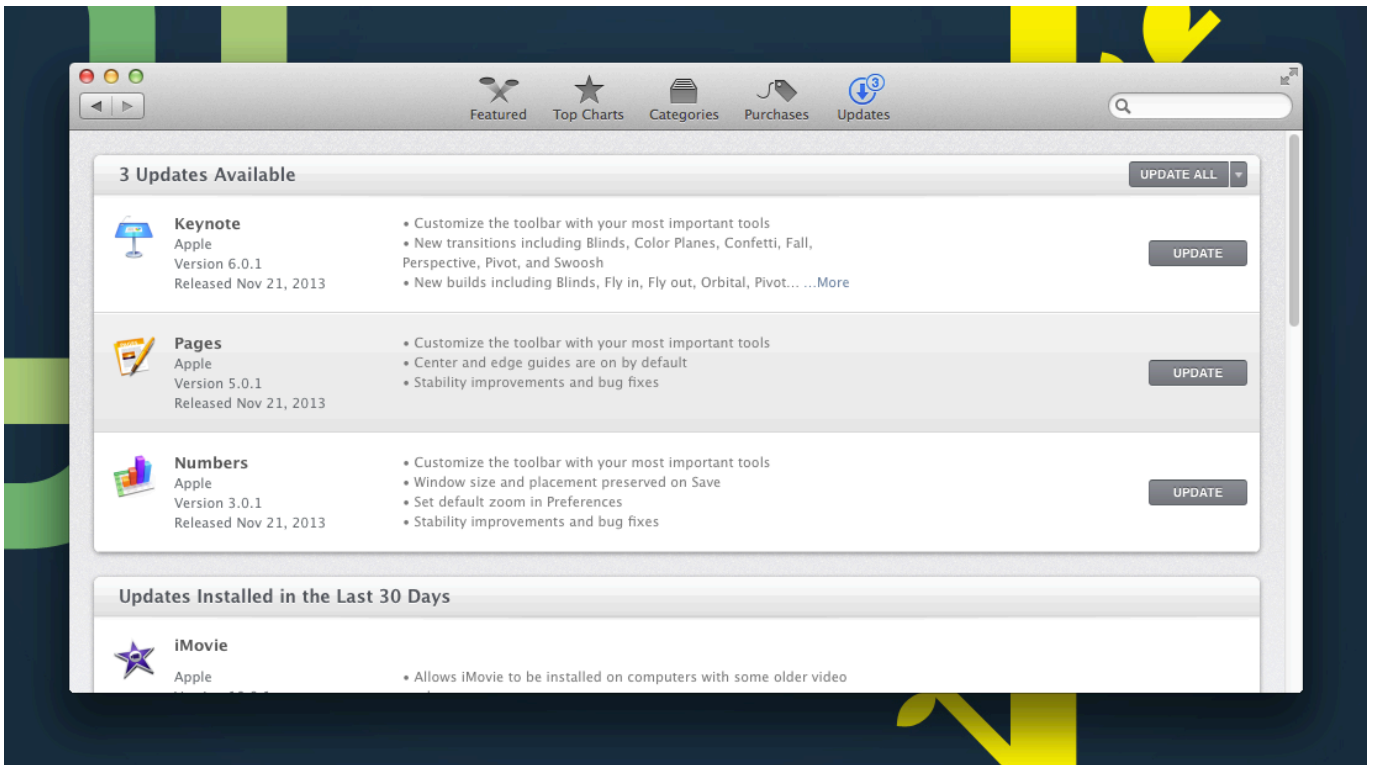 3
Featured
Top Charts
Categories
Purchases
Updates
3 Updates Available
UPDATE ALL
Keynote
Apple
Version 6.0.1
Released Nov 21, 2013
• Customize the toolbar with your most important tools
• New transitions including Blinds, Color Planes, Confetti, Fall,
Perspective, Pivot, and Swoosh
• New builds including Blinds, Fly in, Fly out, Orbital, Pivot... ...More
UPDATE
Pages
Apple
Version 5.0.1
Released Nov 21, 2013
• Customize the toolbar with your most important tools
• Center and edge guides are on by default
• Stability improvements and bug fixes
UPDATE
Numbers
Apple
Version 3.0.1
Released Nov 21, 2013
• Customize the toolbar with your most important tools
• Window size and placement preserved on Save
• Set default zoom in Preferences
• Stability improvements and bug fixes
UPDATE
Updates Installed in the Last 30 Days
iMovie
Apple
• Allows iMovie to be installed on computers with some older video